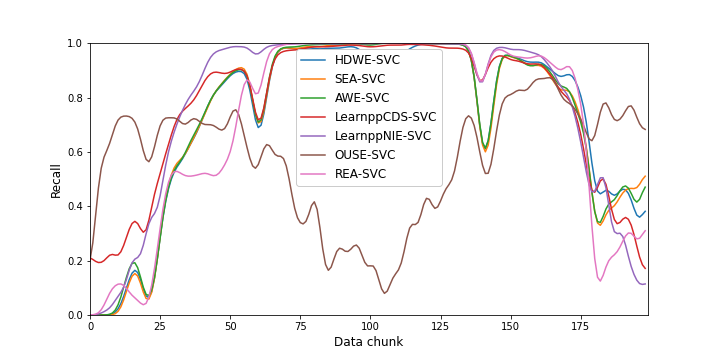 1.0
0.8
0.6
0.4
0.2
0.0
Recall
0
25
50
75
100
125
150
175
Data chunk
HDWE-SVC
SEA-SVC
AWE-SVC
LearnppCDS-SVC
LearnppNIE-SVC
OUSE-SVC
REA-SVC